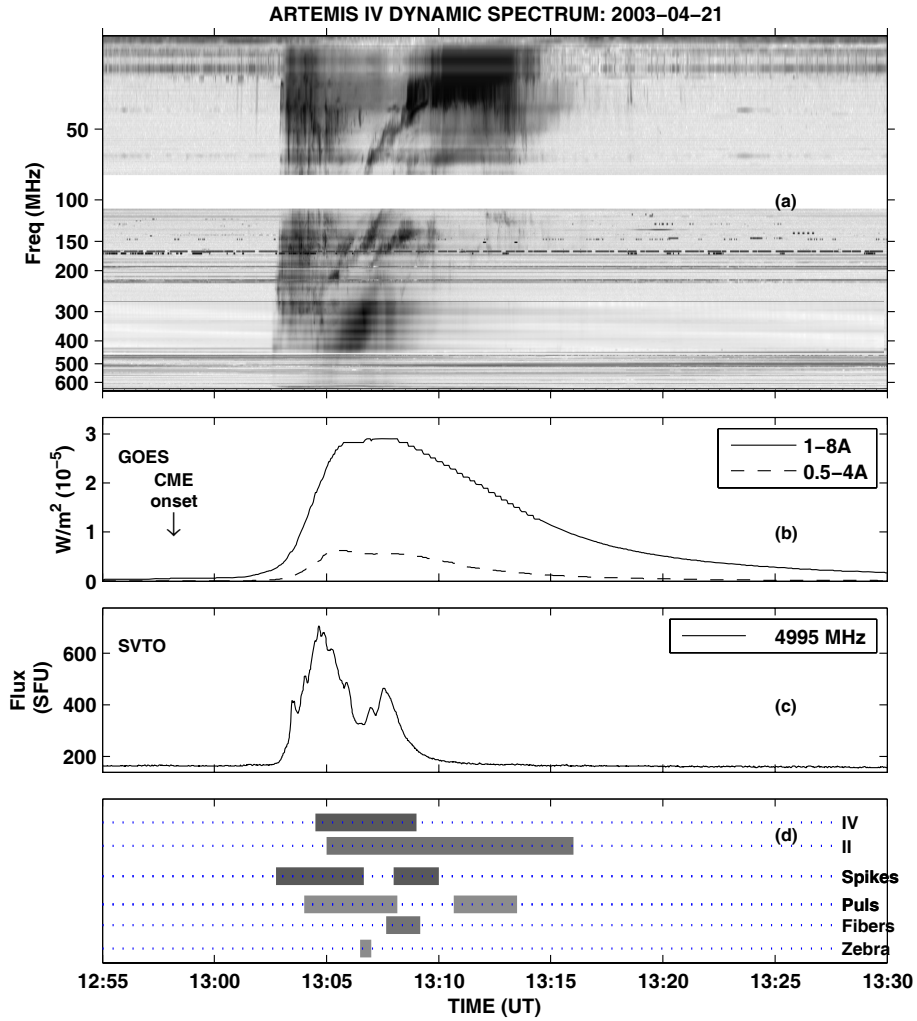 ARTEMIS IV DYNAMIC SPECTRUM: 2003−04−21
Freq (MHz)
50
100
150
200
300
400
500
600
(a)
W/m² (10⁻⁵)
3
2
1
0
GOES
CME
onset
1−8A
0.5−4A
(b)
Flux
(SFU)
600
400
200
SVTO
4995 MHz
(c)
(d)
IV
II
Spikes
Puls
Fibers
Zebra
12:55 13:00 13:05 13:10 13:15 13:20 13:25 13:30
TIME (UT)